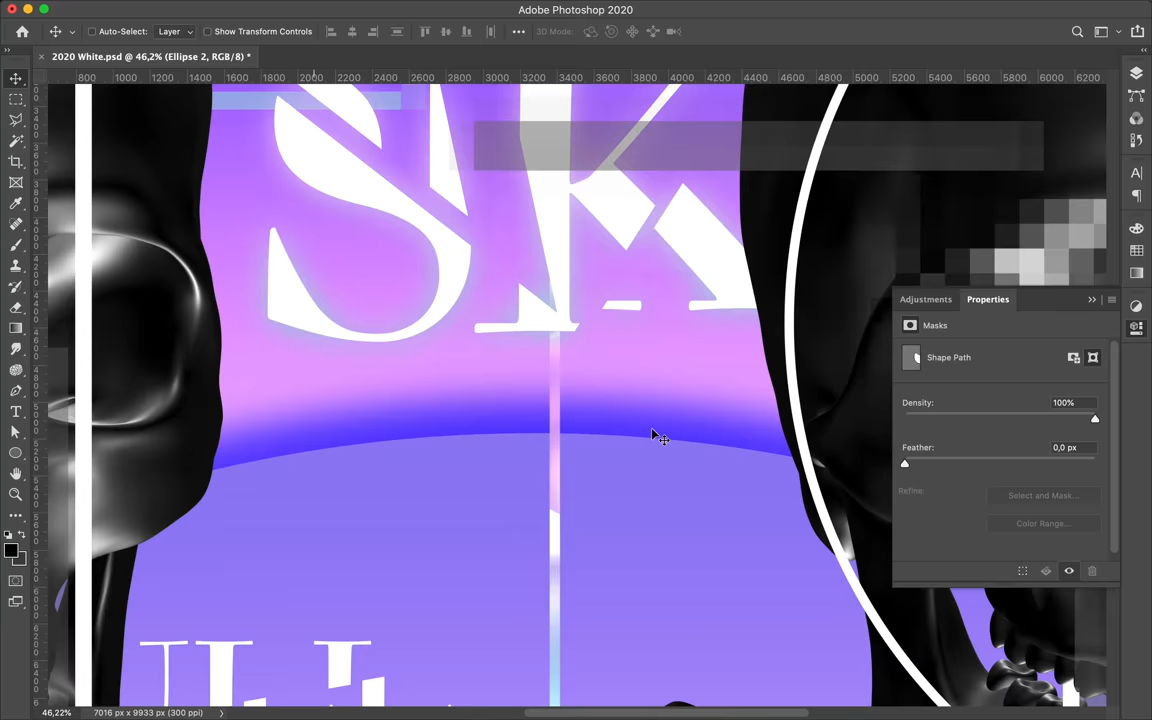 Adobe Photoshop 2020
Auto-Select: Layer Show Transform Controls 3D Mode:
2020 White.psd @ 46,2% (Ellipse 2, RGB/8) *
800 1000 1200 1400 1600 1800 2000 2200 2400 2600 2800 3000 3200 3400 3600 3800 4000 4200 4400 4600 4800 5000 5200 5400 5600 5800 6000 6200
Adjustments Properties
Masks
Shape Path
Density: 100%
Feather: 0,0 px
Refine:
Select and Mask...
Color Range...
46,22% 7016 px x 9933 px (300 ppi)